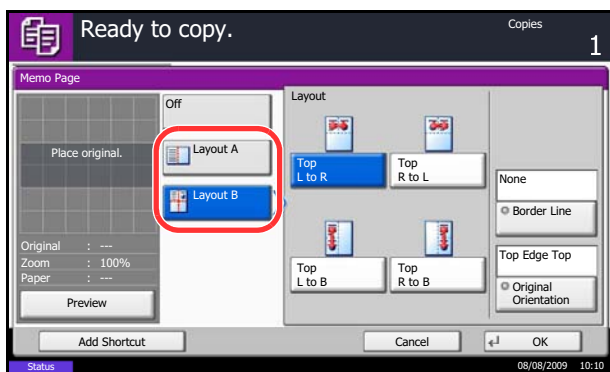 Ready to copy.
Copies
1
Memo Page
Place original.
Original : ---
Zoom : 100%
Paper : ---
Preview
Off
Layout A
Layout B
Layout
Top
L to R
Top
R to L
Top
L to B
Top
R to B
None
Border Line
Top Edge Top
Original
Orientation
Add Shortcut
Cancel
OK
Status
08/08/2009 10:10